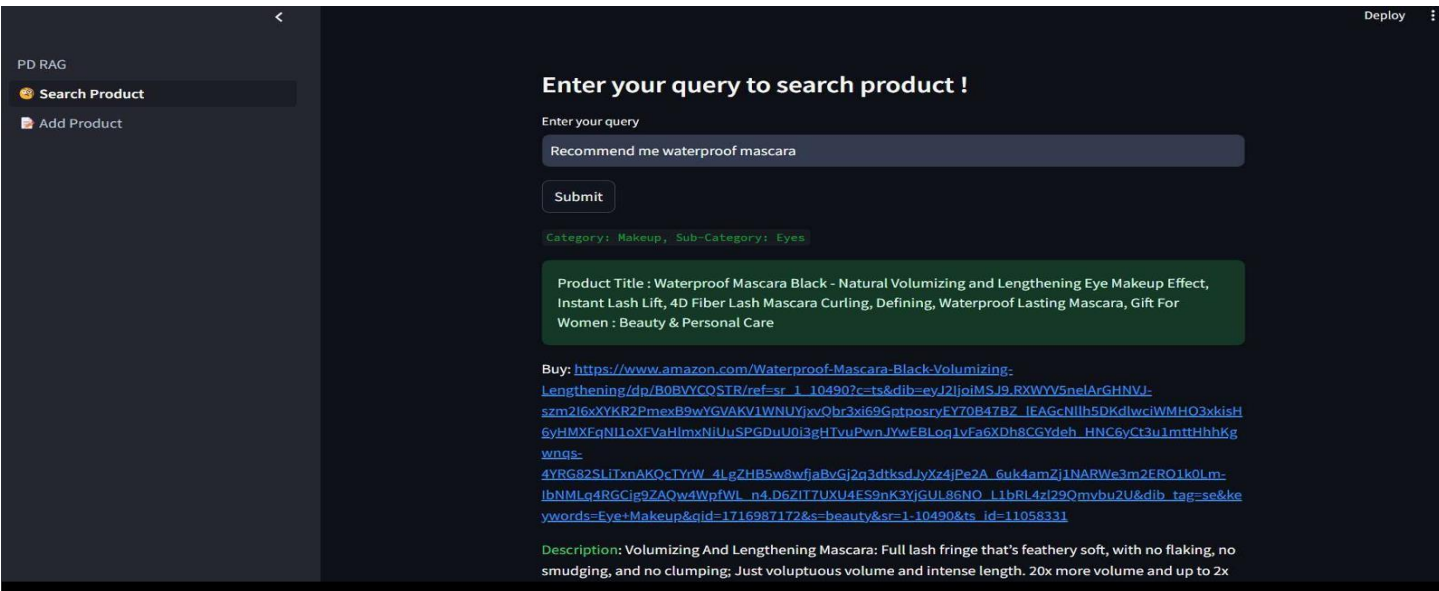 Deploy
PD RAG
Search Product
Add Product
Enter your query to search product !
Enter your query
Recommend me waterproof mascara
Submit
Category: Makeup, Sub-Category: Eyes
Product Title : Waterproof Mascara Black - Natural Volumizing and Lengthening Eye Makeup Effect,
Instant Lash Lift, 4D Fiber Lash Mascara Curling, Defining, Waterproof Lasting Mascara, Gift For
Women : Beauty & Personal Care
Buy: https://www.amazon.com/Waterproof-Mascara-Black-Volumizing-
Lengthening/dp/B0BVYCQSTR/ref=sr_1_10490?c=ts&dib=eyJ2IjoiMSJ9.RXWYV5nelArGHNVJ-
szm2I6xXYKR2PmexB9wYGVAKV1WNUYjxvQbr3xi69GptposryEY70B47BZ_lEAGcNllh5DKdlwciWMHO3xkisH
6yHMXFqNI1oXFVaHlmxNiUuSPGDuU0i3gHTvuPwnJYwEBLoq1vFa6XDh8CGYdeh_HNC6yCt3u1mttHhhKg
wnqs-
4YRG82SLiTxnAKQcTYrW_4LgZHB5w8wfjaBvGj2q3dtksdJyXz4jPe2A_6uk4amZj1NARWe3m2ERO1k0Lm-
IbNMLq4RGCig9ZAQw4WpfWL_n4.D6ZIT7UXU4ES9nK3YjGUL86NO_L1bRL4zl29Qmvbu2U&dib_tag=se&ke
ywords=Eye+Makeup&qid=1716987172&s=beauty&sr=1-10490&ts_id=11058331
Description: Volumizing And Lengthening Mascara: Full lash fringe that’s feathery soft, with no flaking, no
smudging, and no clumping; Just voluptuous volume and intense length. 20x more volume and up to 2x